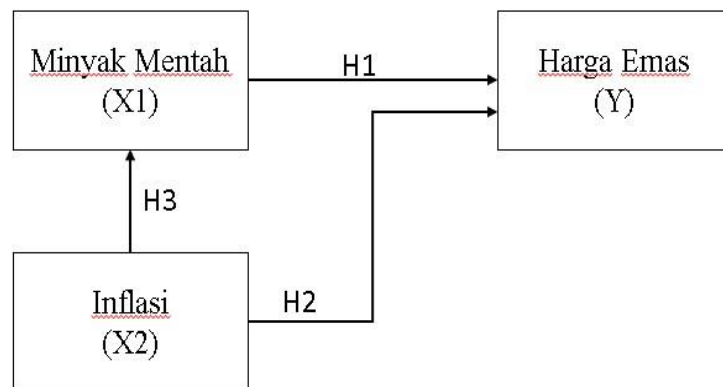 Minyak Mentah
(X1)
H1
Harga Emas
(Y)
H3
Inflasi
(X2)
H2